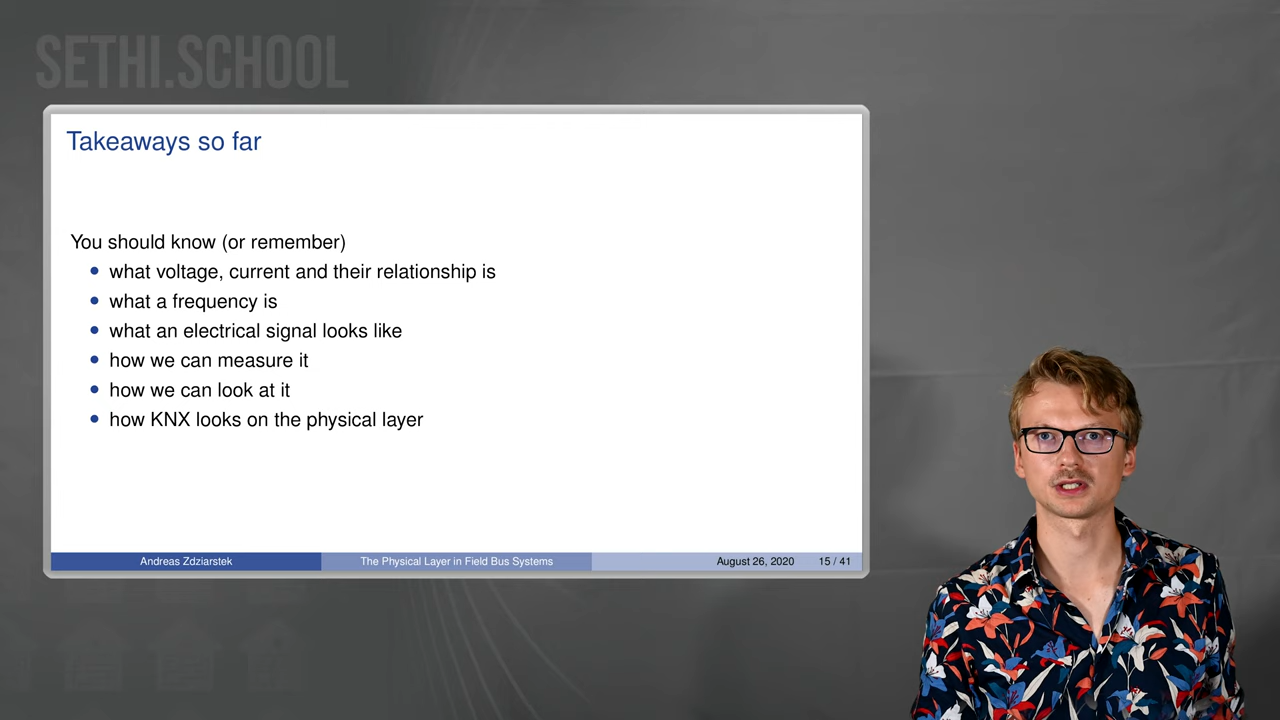 SETHI.SCHOOL
Takeaways so far
You should know (or remember)
• what voltage, current and their relationship is
• what a frequency is
• what an electrical signal looks like
• how we can measure it
• how we can look at it
• how KNX looks on the physical layer
Andreas Zdziarstek The Physical Layer in Field Bus Systems August 26, 2020 15 / 41